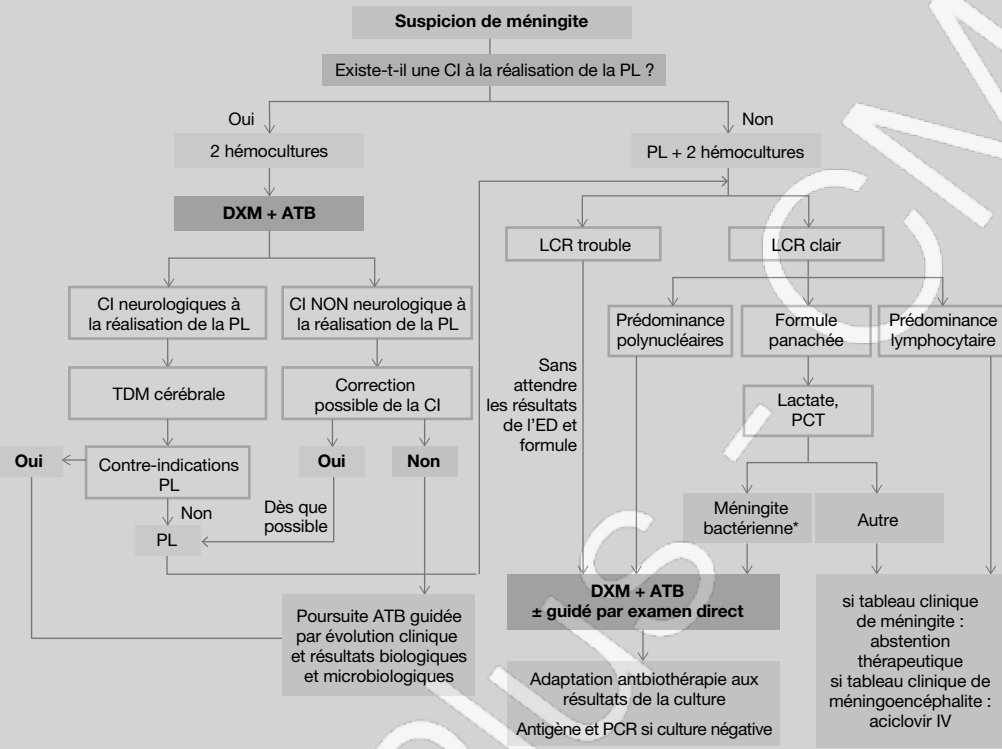 Suspicion de méningite
Existe-t-il une CI à la réalisation de la PL ?
Oui
Non
2 hémocultures
PL + 2 hémocultures
DXM + ATB
LCR trouble
LCR clair
CI neurologiques à
la réalisation de la PL
CI NON neurologique à
la réalisation de la PL
Prédominance
polynucléaires
Formule
panachée
Prédominance
lymphocytaire
TDM cérébrale
Correction
possible de la CI
Sans
attendre
les résultats
de l'ED et
formule
Lactate,
PCT
Oui
Contre-indications
PL
Oui
Non
Non
Dès que
possible
PL
Méningite
bactérienne*
Autre
DXM + ATB
± guidé par examen direct
Poursuite ATB guidée
par évolution clinique
et résultats biologiques
et microbiologiques
si tableau clinique
de méningite :
abstention
thérapeutique
si tableau clinique de
méningoencéphalite :
aciclovir IV
Adaptation antbiothérapie aux
résultats de la culture
Antigène et PCR si culture négative